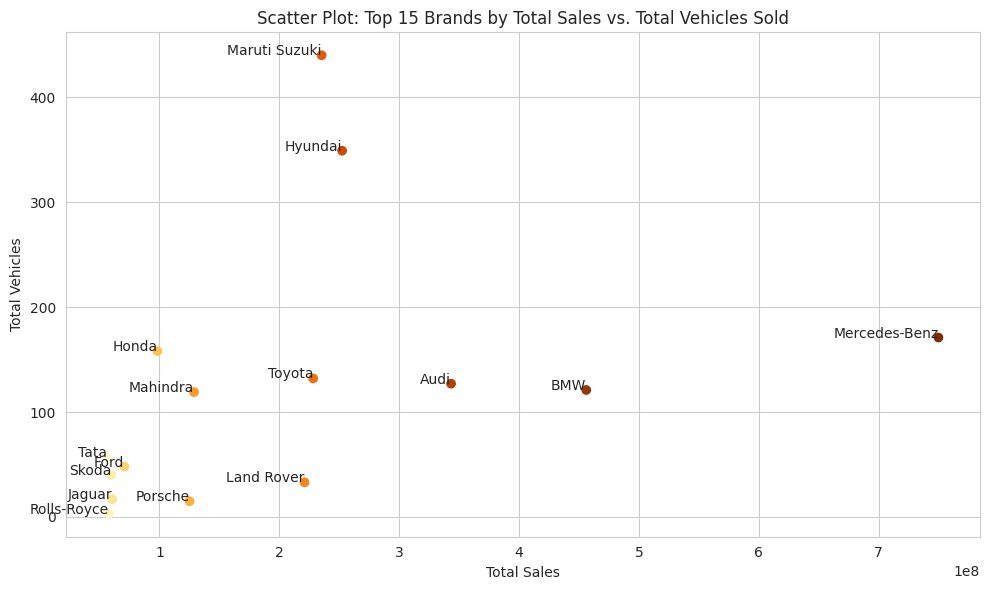 Scatter Plot: Top 15 Brands by Total Sales vs. Total Vehicles Sold
Total Vehicles
400
300
200
100
0
Maruti Suzuki
Hyundai
Mercedes-Benz
Honda
Toyota
Audi
BMW
Mahindra
Tata
Ford
Skoda
Land Rover
Jaguar
Porsche
Rolls-Royce
1 2 3 4 5 6 7
1e8
Total Sales